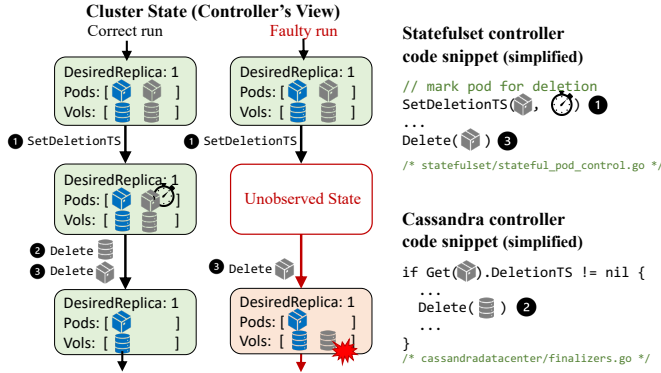 Cluster State (Controller's View)
Correct run
Faulty run
DesiredReplica: 1
Pods: [ ]
Vols: [ ]
1 SetDeletionTS
DesiredReplica: 1
Pods: [ ]
Vols: [ ]
2 Delete
3 Delete
DesiredReplica: 1
Pods: [ ]
Vols: [ ]
DesiredReplica: 1
Pods: [ ]
Vols: [ ]
1 SetDeletionTS
Unobserved State
3 Delete
DesiredReplica: 1
Pods: [ ]
Vols: [ ]
Statefulset controller
code snippet (simplified)
// mark pod for deletion
SetDeletionTS( , ) 1
...
Delete( ) 3
/* statefulset/stateful_pod_control.go */
Cassandra controller
code snippet (simplified)
if Get( ).DeletionTS != nil {
...
Delete( ) 2
...
}
/* cassandradatacenter/finalizers.go */